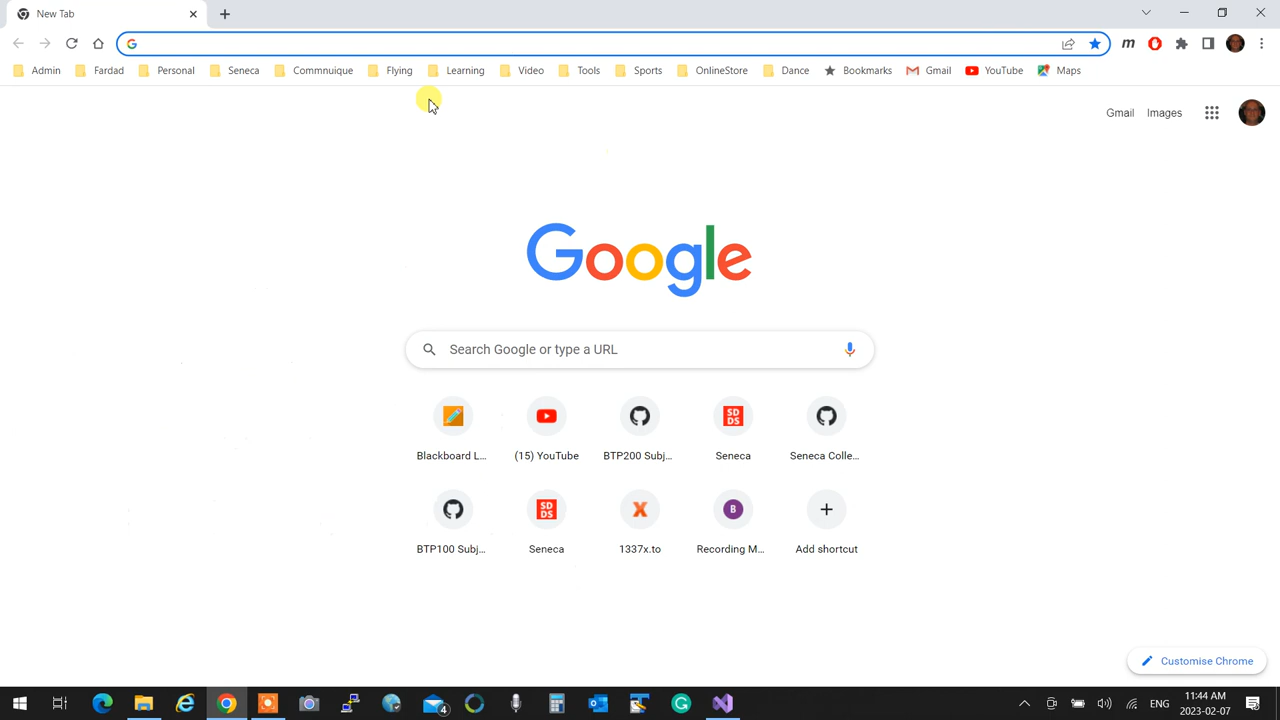 New Tab
Admin Fardad Personal Seneca Commnuique Flying Learning Video Tools Sports OnlineStore Dance Bookmarks Gmail YouTube Maps
Gmail Images
Google
Search Google or type a URL
Blackboard L... (15) YouTube BTP200 Subj... Seneca Seneca Colle...
BTP100 Subj... Seneca 1337x.to Recording M... Add shortcut
Customise Chrome
ENG 11:44 AM
2023-02-07